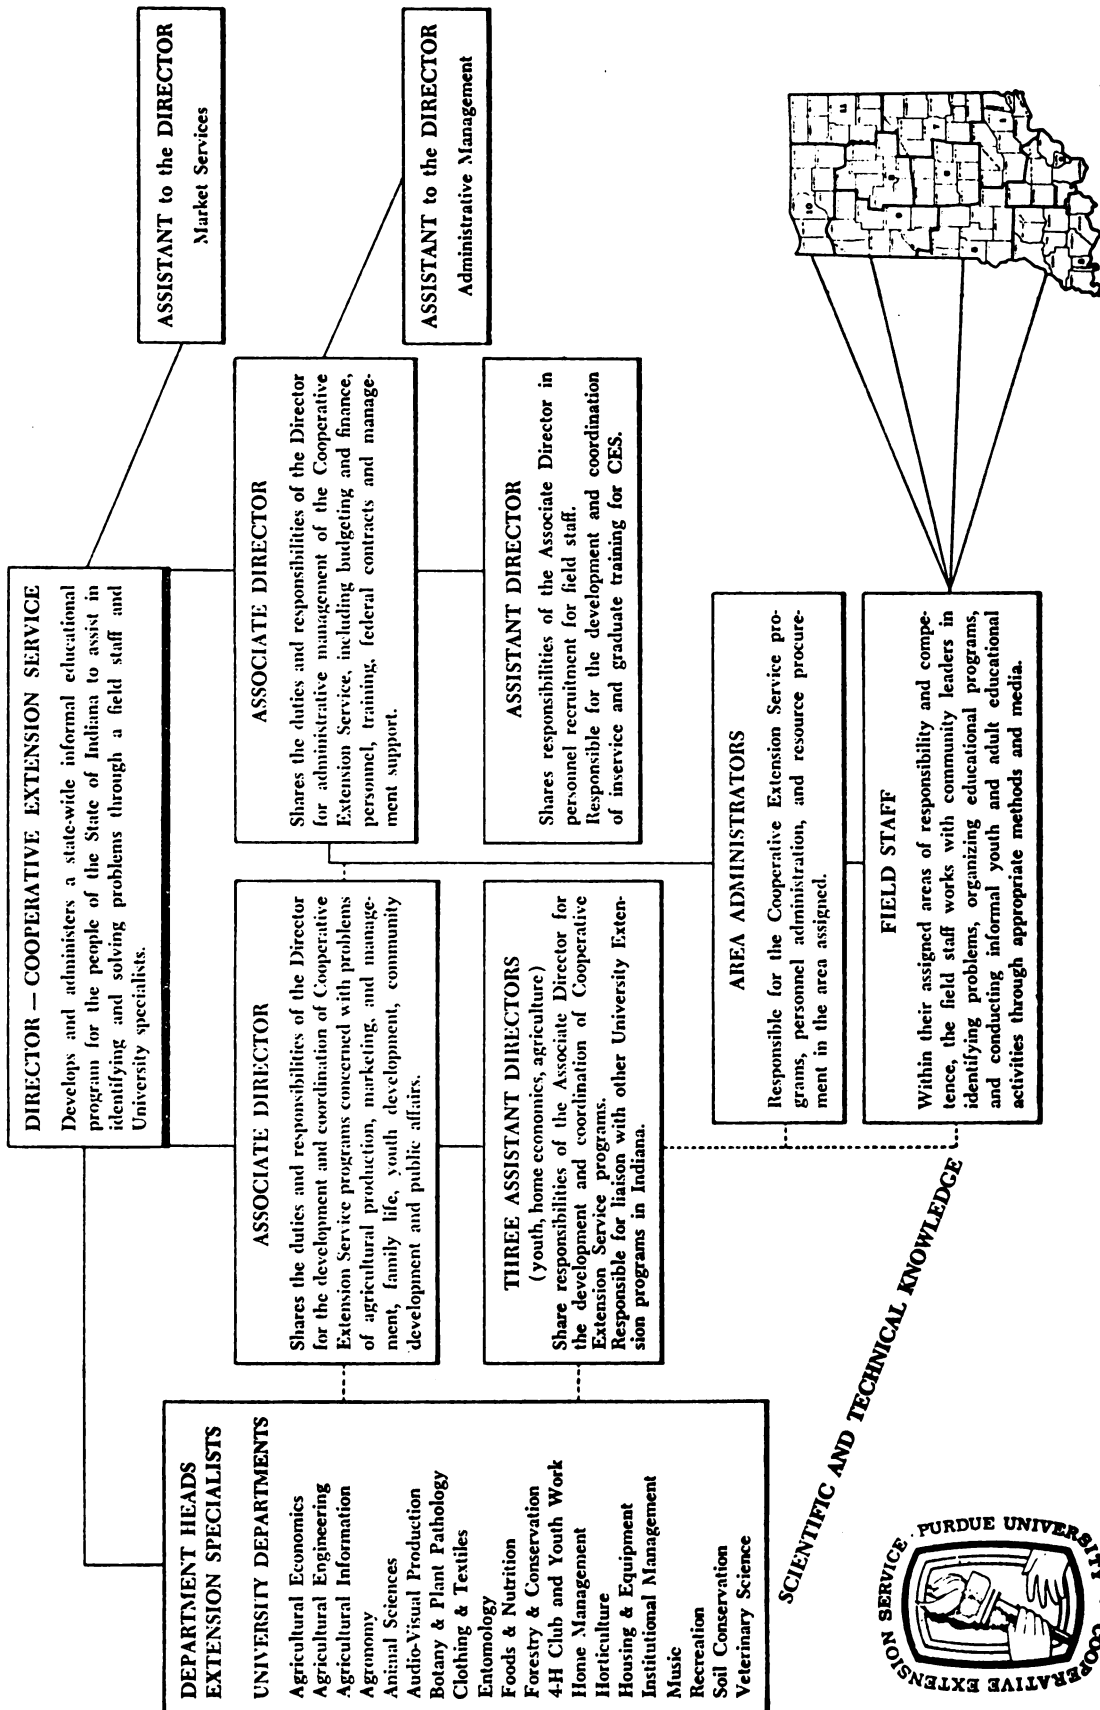 DIRECTOR — COOPERATIVE EXTENSION SERVICE
Develops and administers a state-wide informal educational
program for the people of the State of Indiana to assist in
identifying and solving problems through a field staff and
University specialists.
ASSISTANT to the DIRECTOR
Market Services
DEPARTMENT HEADS
EXTENSION SPECIALISTS
UNIVERSITY DEPARTMENTS
Agricultural Economics
Agricultural Engineering
Agricultural Information
Agronomy
Animal Sciences
Audio-Visual Production
Botany & Plant Pathology
Clothing & Textiles
Entomology
Foods & Nutrition
Forestry & Conservation
4-H Club and Youth Work
Home Management
Horticulture
Housing & Equipment
Institutional Management
Music
Recreation
Soil Conservation
Veterinary Science
ASSOCIATE DIRECTOR
Shares the duties and responsibilities of the Director
for the development and coordination of Cooperative
Extension Service programs concerned with problems
of agricultural production, marketing, and manage-
ment, family life, youth development, community
development and public affairs.
ASSOCIATE DIRECTOR
Shares the duties and responsibilities of the Director
for administrative management of the Cooperative
Extension Service, including budgeting and finance,
personnel, training, federal contracts and manage-
ment support.
ASSISTANT to the DIRECTOR
Administrative Management
THREE ASSISTANT DIRECTORS
(youth, home economics, agriculture)
Share responsibilities of the Associate Director for
the development and coordination of Cooperative
Extension Service programs.
Responsible for liaison with other University Exten-
sion programs in Indiana.
ASSISTANT DIRECTOR
Shares responsibilities of the Associate Director in
personnel recruitment for field staff.
Responsible for the development and coordination
of inservice and graduate training for CES.
AREA ADMINISTRATORS
Responsible for the Cooperative Extension Service pro-
grams, personnel administration, and resource procure-
ment in the area assigned.
FIELD STAFF
Within their assigned areas of responsibility and compe-
tence, the field staff works with community leaders in
identifying problems, organizing educational programs,
and conducting informal youth and adult educational
activities through appropriate methods and media.
SCIENTIFIC AND TECHNICAL KNOWLEDGE
PURDUE UNIVERSITY · COOPERATIVE EXTENSION SERVICE ·
10
11
7